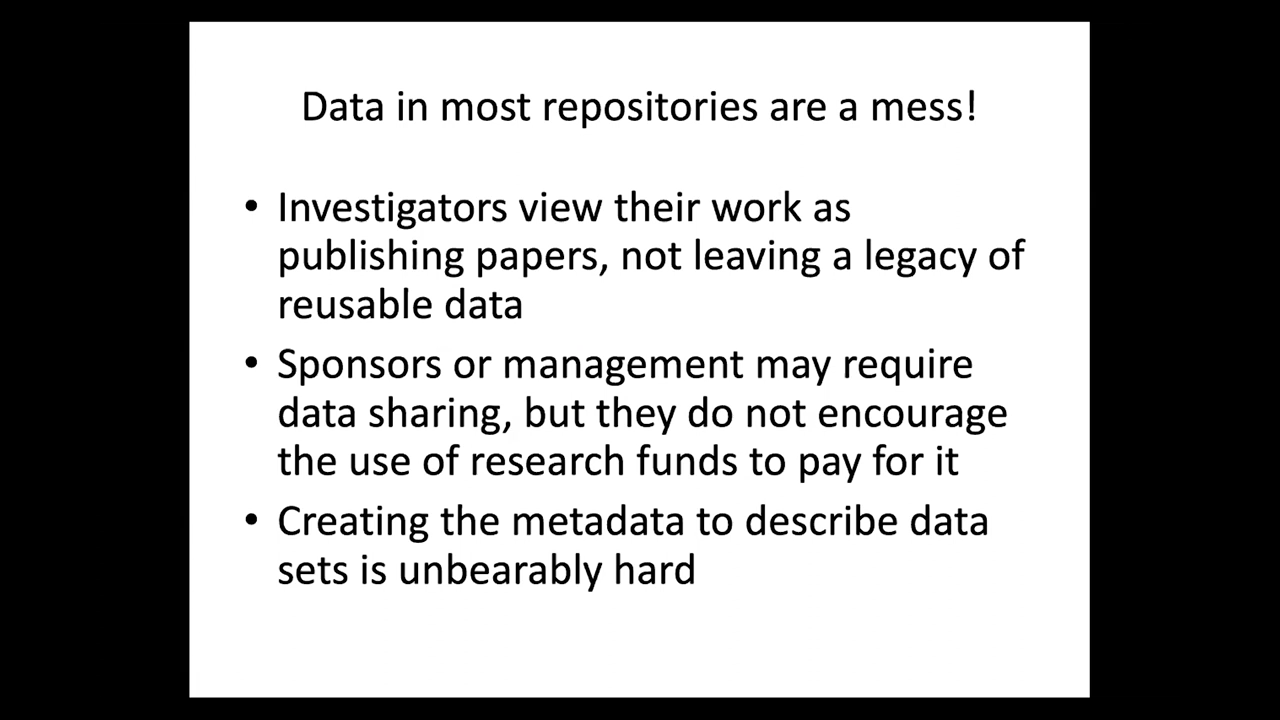 Data in most repositories are a mess!
• Investigators view their work as
publishing papers, not leaving a legacy of
reusable data
• Sponsors or management may require
data sharing, but they do not encourage
the use of research funds to pay for it
• Creating the metadata to describe data
sets is unbearably hard